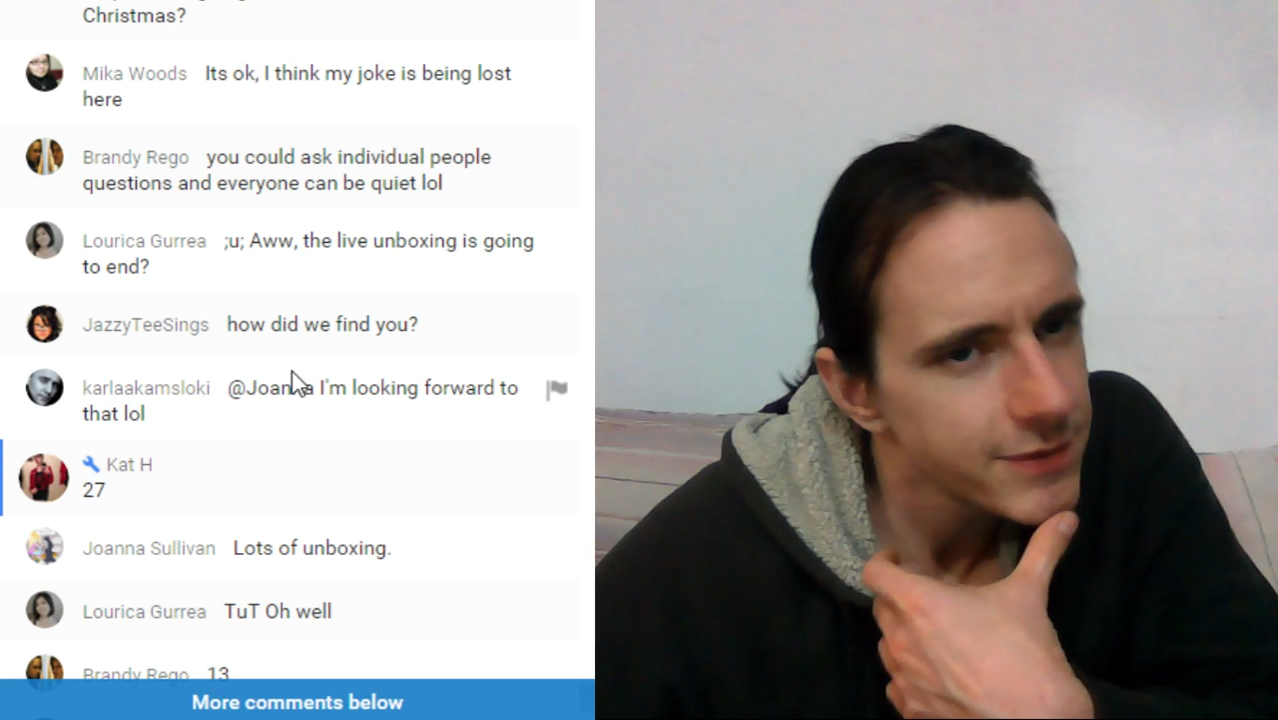 Christmas?
Mika Woods Its ok, I think my joke is being lost
here
Brandy Rego you could ask individual people
questions and everyone can be quiet lol
Lourica Gurrea ;u; Aww, the live unboxing is going
to end?
JazzyTeeSings how did we find you?
karlaakamsloki @Joanna I'm looking forward to
that lol
Kat H
27
Joanna Sullivan Lots of unboxing.
Lourica Gurrea TuT Oh well
Brandy Rego 13
More comments below